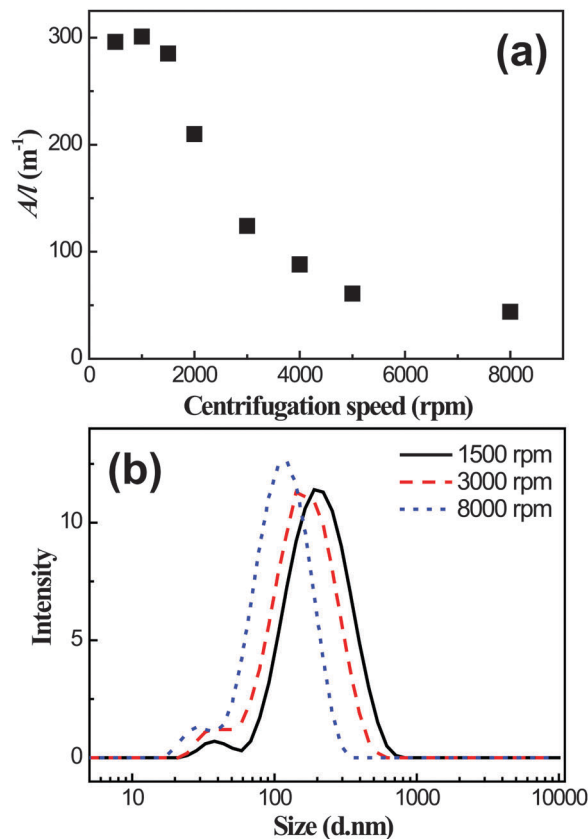 (a)
300
200
100
0
A/l (m⁻¹)
0 2000 4000 6000 8000
Centrifugation speed (rpm)
(b)
1500 rpm
3000 rpm
8000 rpm
10
5
0
Intensity
10 100 1000 10000
Size (d.nm)